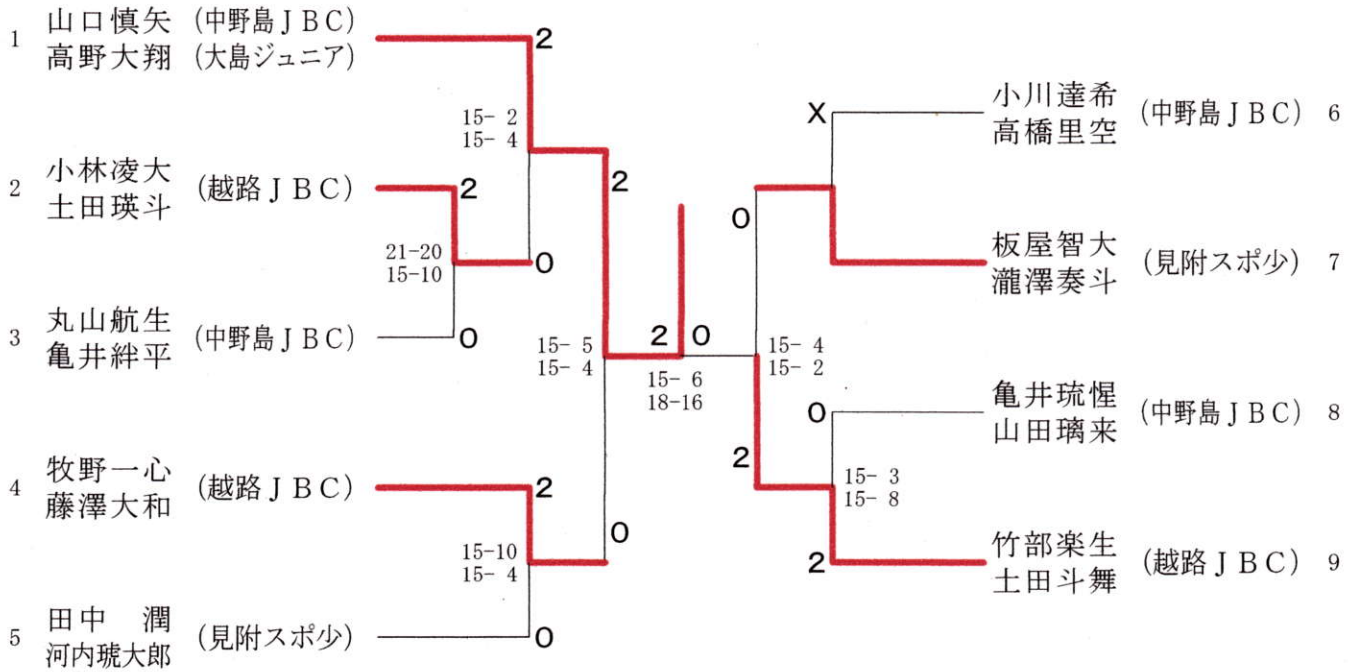 1 山口慎矢 (中野島ＪＢＣ)
高野大翔 (大島ジュニア)
2
15- 2
15- 4
2 小林凌大 (越路ＪＢＣ)
土田瑛斗
2
2
21-20
15-10
0
3 丸山航生 (中野島ＪＢＣ)
亀井絆平
0
15- 5
15- 4
4 牧野一心 (越路ＪＢＣ)
藤澤大和
2
0
15-10
15- 4
5 田中　潤 (見附スポ少)
河内琥大郎
0
2 0
15- 6
18-16
X
小川達希 (中野島ＪＢＣ) 6
高橋里空
0
板屋智大 (見附スポ少) 7
瀧澤奏斗
15- 4
15- 2
0
亀井琉惺 (中野島ＪＢＣ) 8
山田璃来
2
15- 3
15- 8
2
竹部楽生 (越路ＪＢＣ) 9
土田斗舞